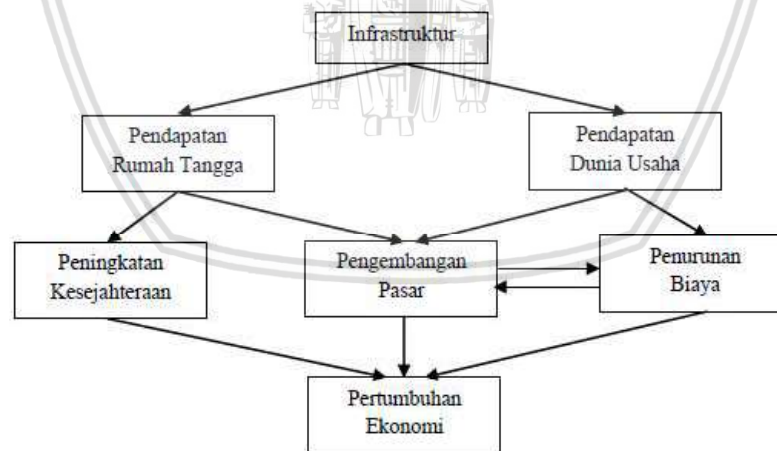 Infrastruktur
Pendapatan
Rumah Tangga
Pendapatan
Dunia Usaha
Peningkatan
Kesejahteraan
Pengembangan
Pasar
Penurunan
Biaya
Pertumbuhan
Ekonomi